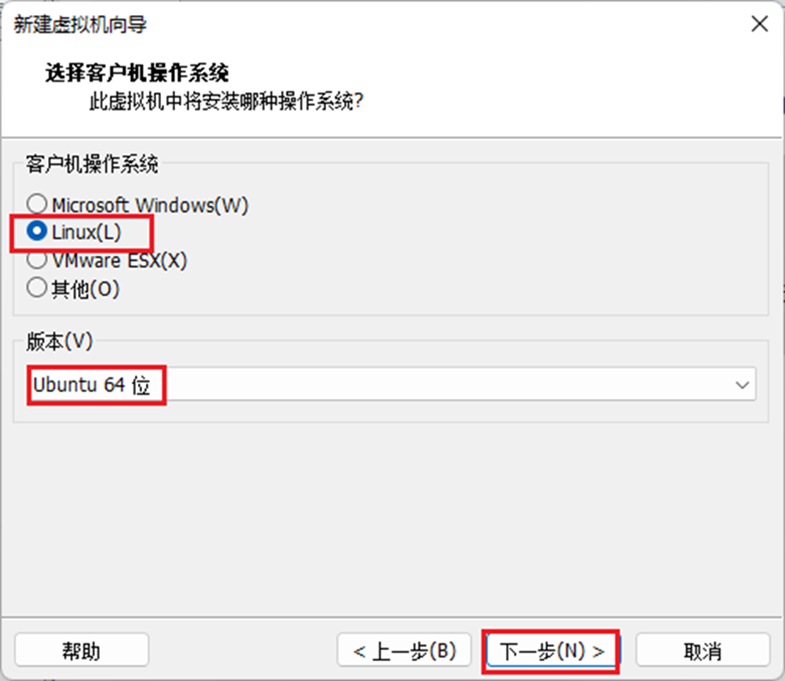 新建虚拟机向导
选择客户机操作系统
此虚拟机中将安装哪种操作系统?
客户机操作系统
Microsoft Windows(W)
Linux(L)
VMware ESX(X)
其他(O)
版本(V)
Ubuntu 64 位
帮助
< 上一步(B)
下一步(N) >
取消